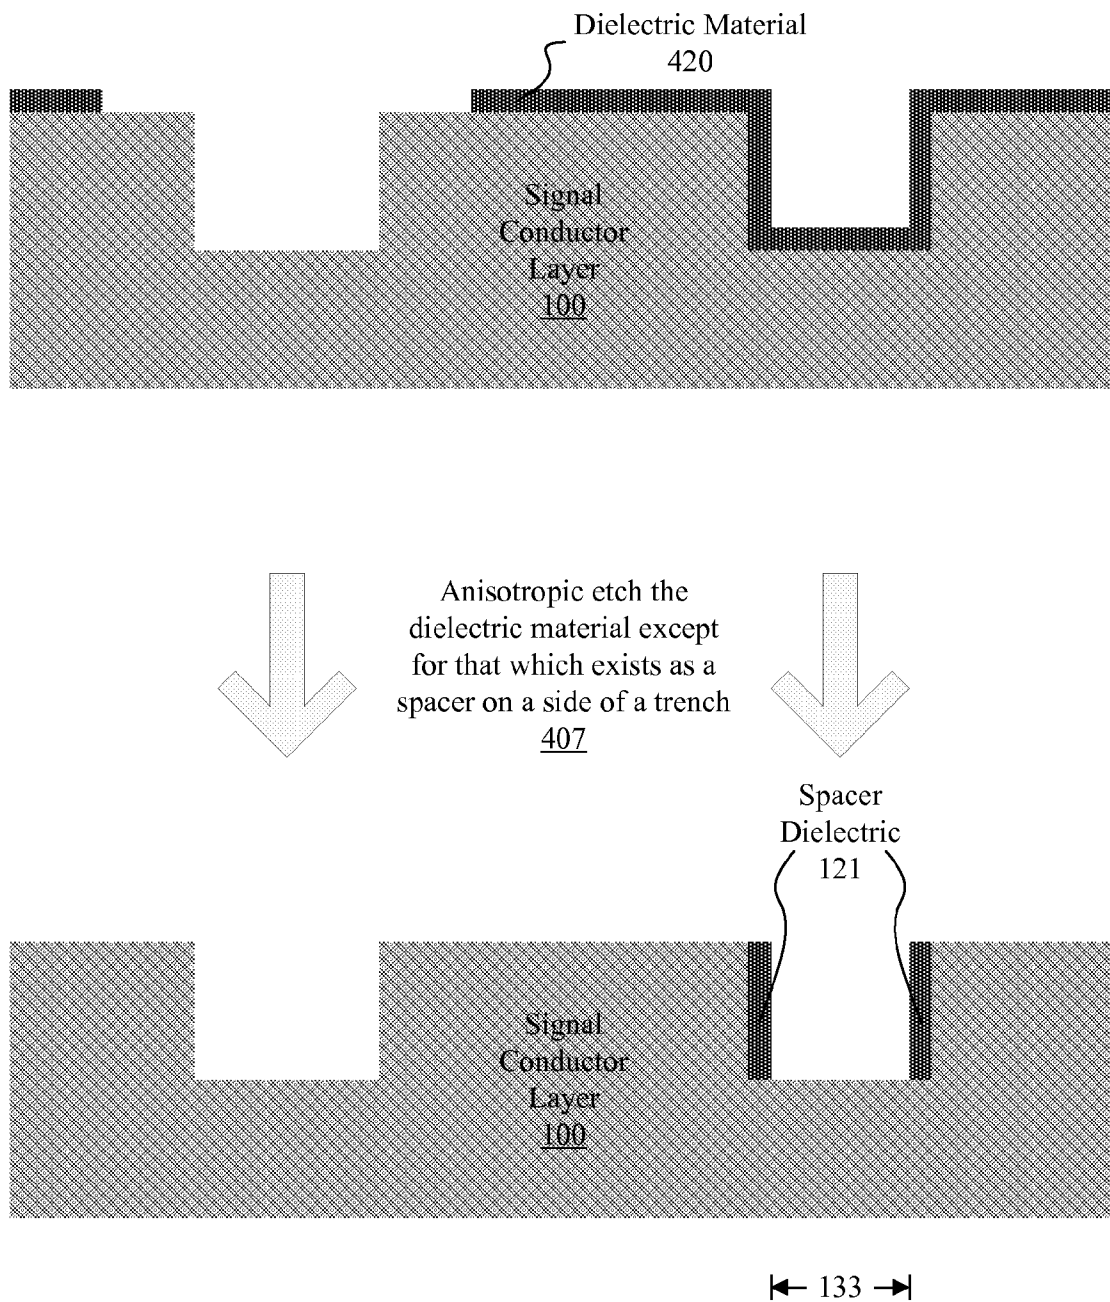 Dielectric Material
420
Signal
Conductor
Layer
100
Anisotropic etch the
dielectric material except
for that which exists as a
spacer on a side of a trench
407
Spacer
Dielectric
121
Signal
Conductor
Layer
100
133